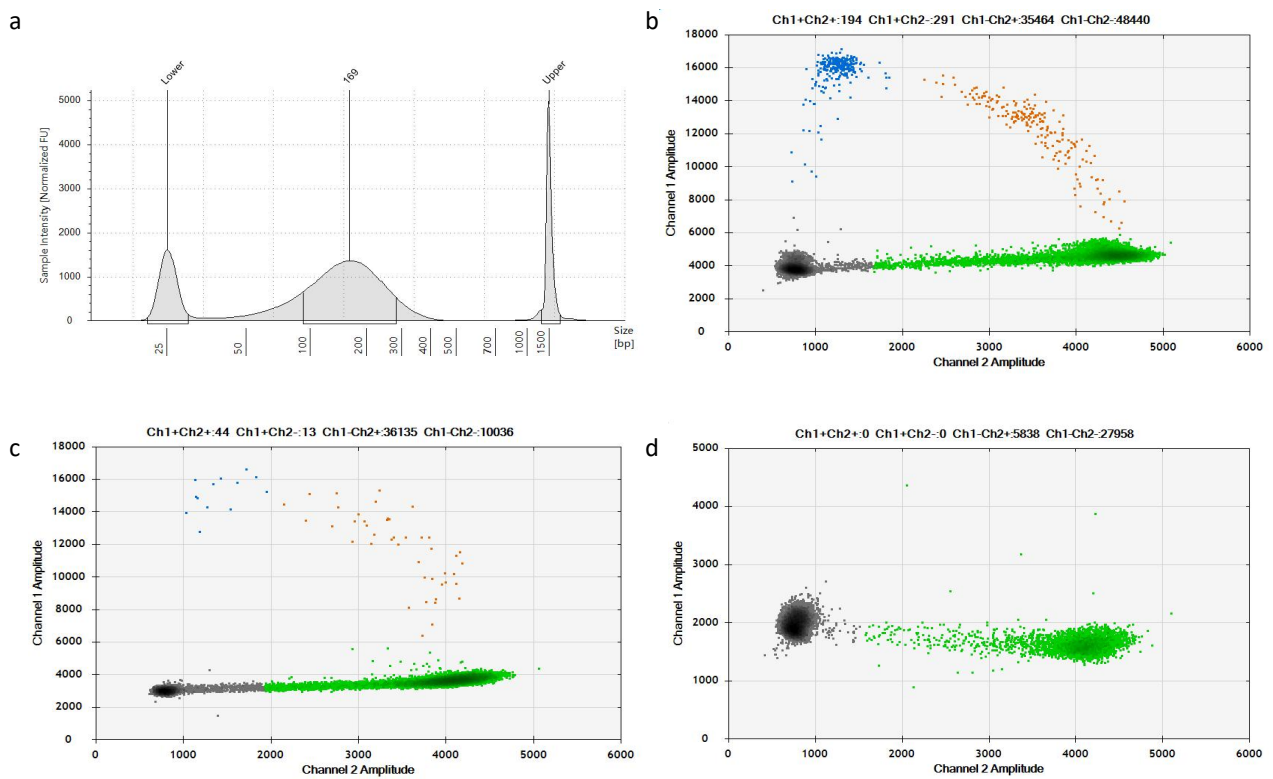 a
Lower
169
Upper
Sample Intensity [Normalized FU]
5000
4000
3000
2000
1000
0
25
50
100
200
300
400
500
700
1000
1500
Size
[bp]
b
Ch1+Ch2+:194 Ch1+Ch2-:291 Ch1-Ch2+:35464 Ch1-Ch2-:48440
Channel 1 Amplitude
18000
16000
14000
12000
10000
8000
6000
4000
2000
0
0 1000 2000 3000 4000 5000 6000
Channel 2 Amplitude
c
Ch1+Ch2+:44 Ch1+Ch2-:13 Ch1-Ch2+:36135 Ch1-Ch2-:10036
Channel 1 Amplitude
18000
16000
14000
12000
10000
8000
6000
4000
2000
0
0 1000 2000 3000 4000 5000 6000
Channel 2 Amplitude
d
Ch1+Ch2+:0 Ch1+Ch2-:0 Ch1-Ch2+:5838 Ch1-Ch2-:27958
Channel 1 Amplitude
5000
4000
3000
2000
1000
0
0 1000 2000 3000 4000 5000 6000
Channel 2 Amplitude